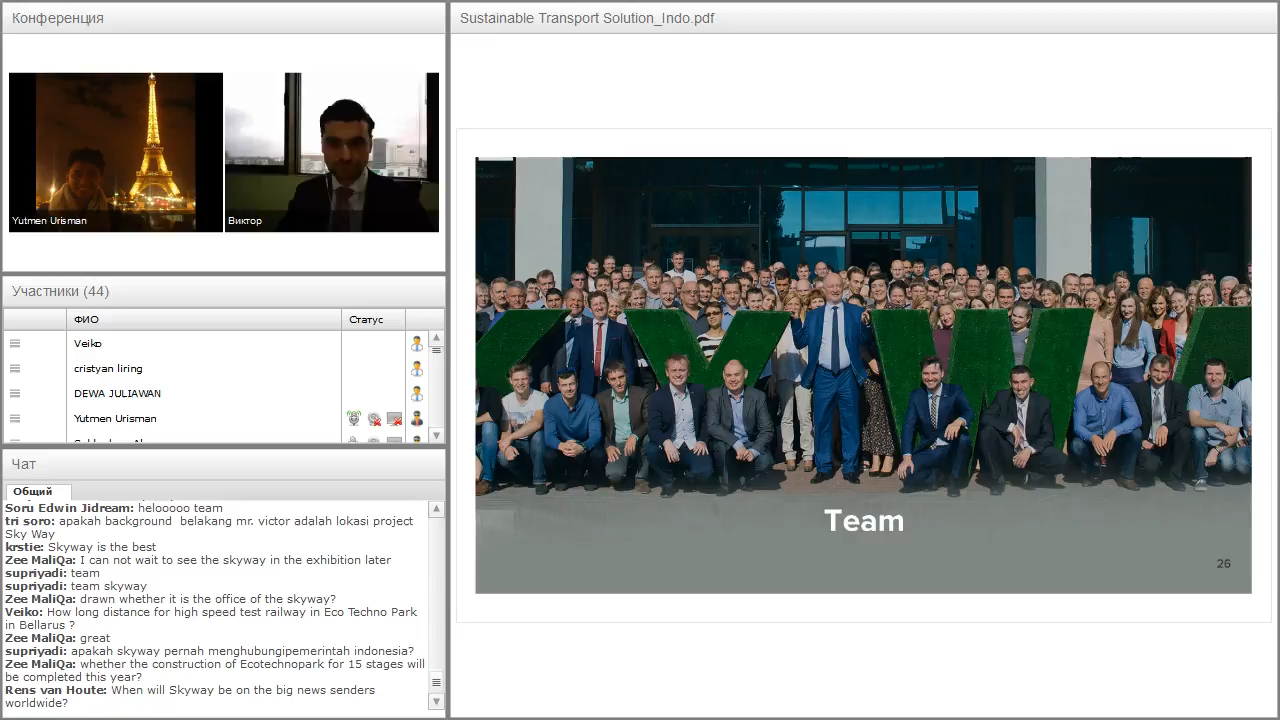 Конференция
Yutmen Urisman
Виктор
Участники (44)
ФИО
Статус
Veiko
cristyan liring
DEWA JULIAWAN
Yutmen Urisman
Чат
Общий
Soru Edwin Jidream: helooooo team
tri soro: apakah background belakang mr. victor adalah lokasi project
Sky Way
krstie: Skyway is the best
Zee MaliQa: I can not wait to see the skyway in the exhibition later
supriyadi: team
supriyadi: team skyway
Zee MaliQa: drawn whether it is the office of the skyway?
Veiko: How long distance for high speed test railway in Eco Techno Park
in Bellarus ?
Zee MaliQa: great
supriyadi: apakah skyway pernah menghubungipemerintah indonesia?
Zee MaliQa: whether the construction of Ecotechnopark for 15 stages will
be completed this year?
Rens van Houte: When will Skyway be on the big news senders
worldwide?
Sustainable Transport Solution_Indo.pdf
Team
26